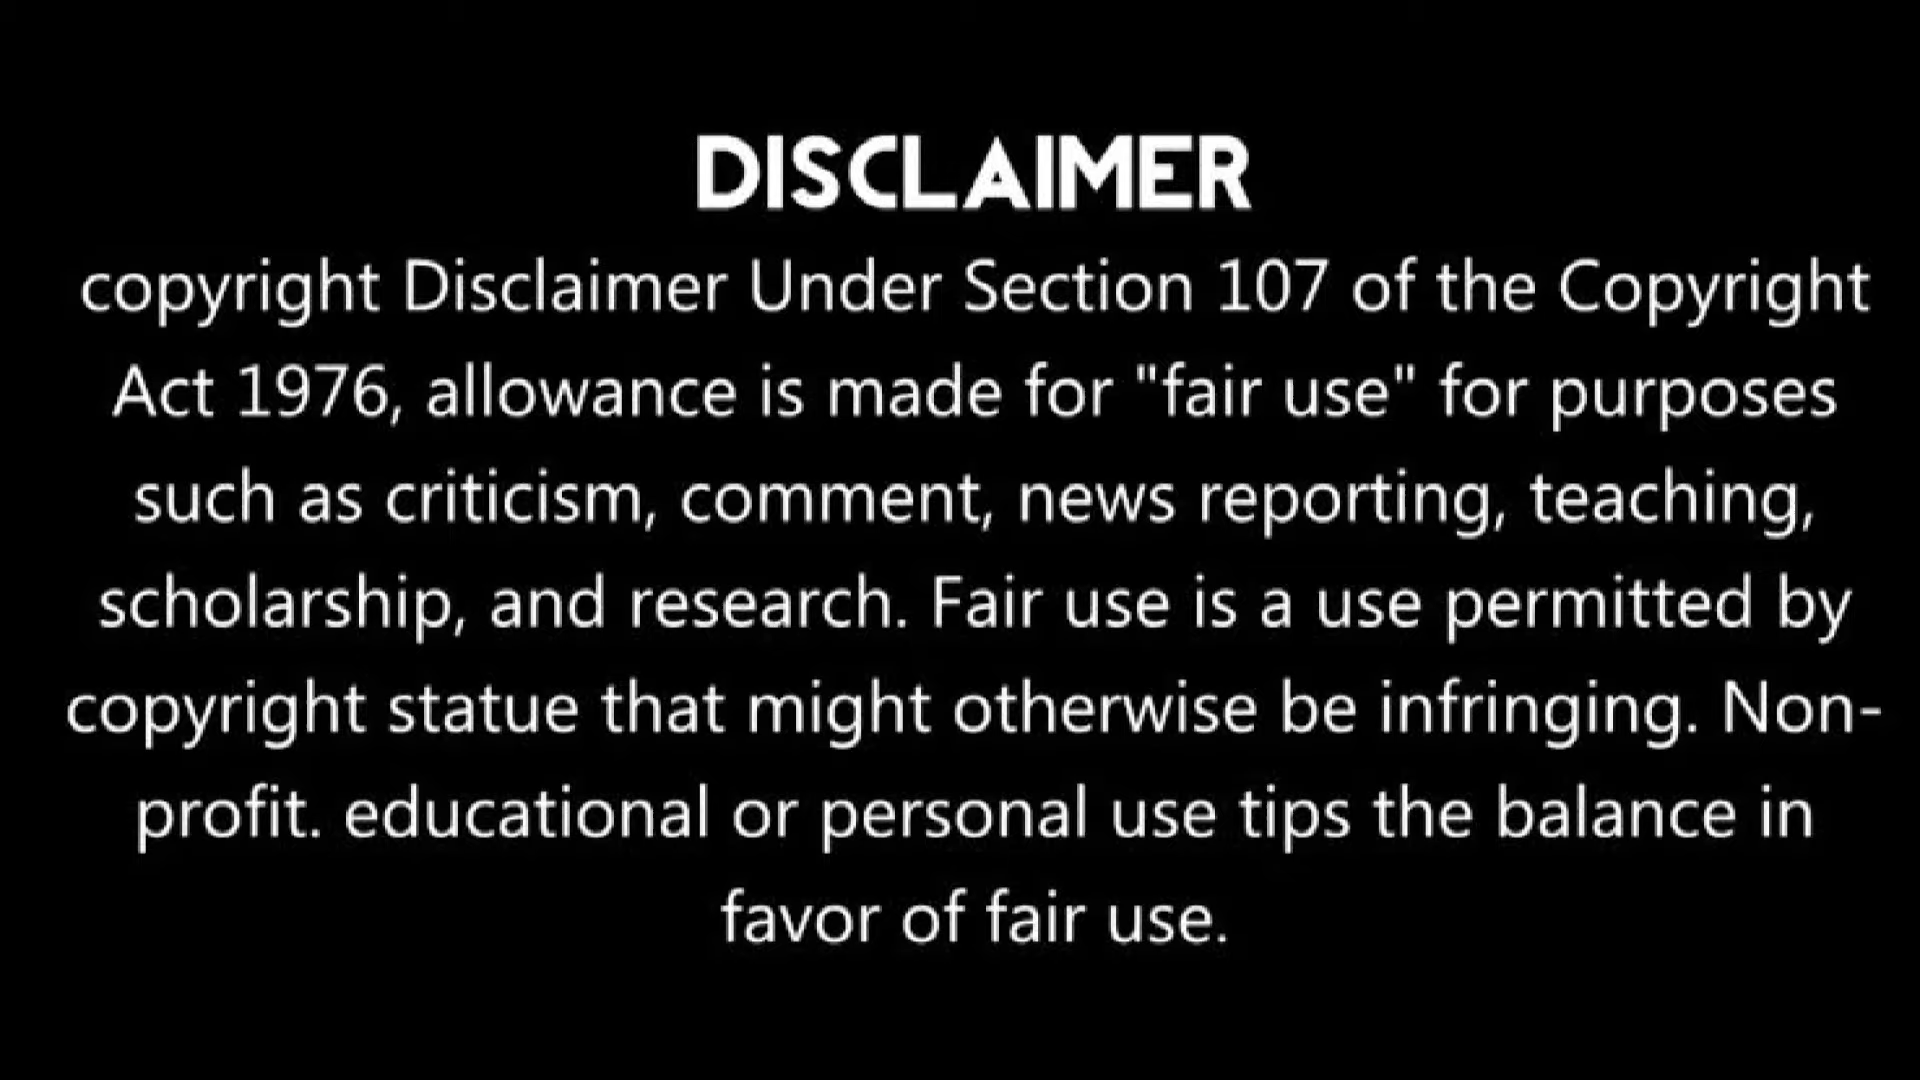 DISCLAIMER
copyright Disclaimer Under Section 107 of the Copyright
Act 1976, allowance is made for "fair use" for purposes
such as criticism, comment, news reporting, teaching,
scholarship, and research. Fair use is a use permitted by
copyright statue that might otherwise be infringing. Non-
profit. educational or personal use tips the balance in
favor of fair use.